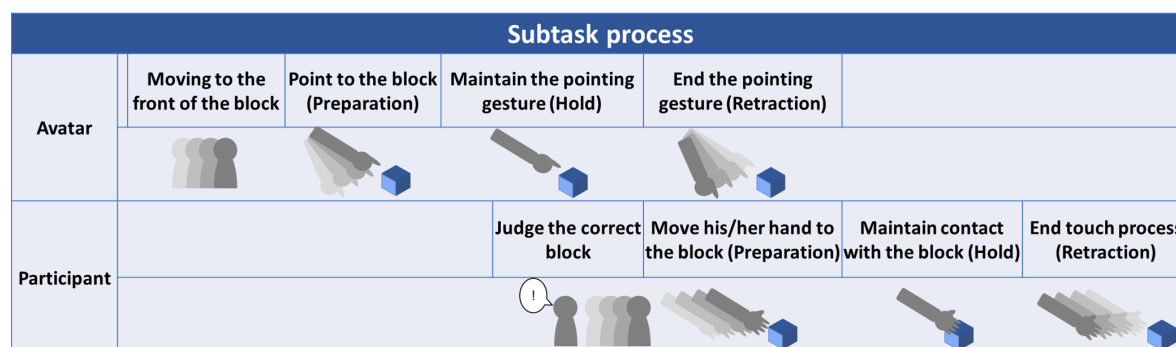 Subtask process
Avatar
Moving to the
front of the block
Point to the block
(Preparation)
Maintain the pointing
gesture (Hold)
End the pointing
gesture (Retraction)
Participant
Judge the correct
block
Move his/her hand to
the block (Preparation)
Maintain contact
with the block (Hold)
End touch process
(Retraction)
!